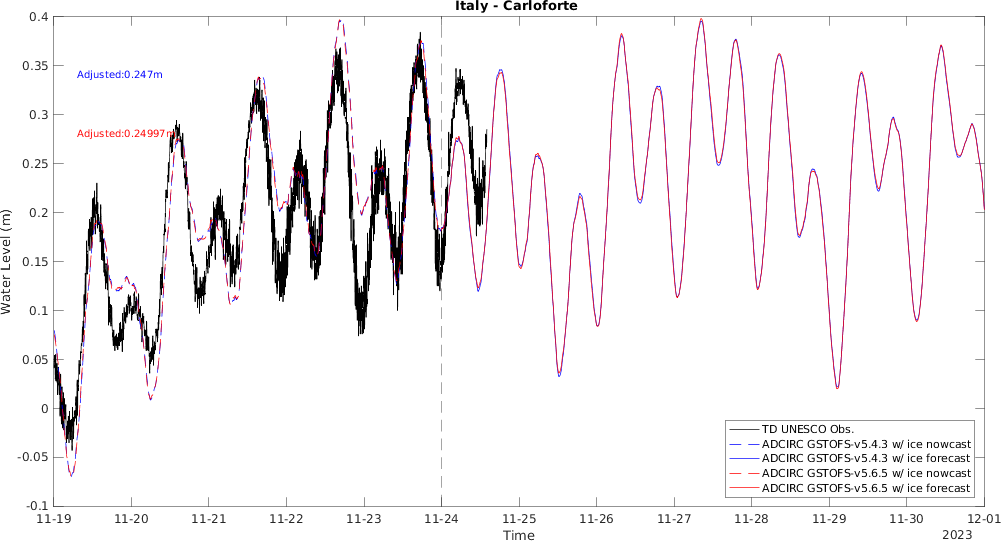 Italy - Carloforte
0.4
0.35
0.3
0.25
0.2
0.15
0.1
0.05
0
-0.05
-0.1
Water Level (m)
Adjusted:0.247m
Adjusted:0.24997m
TD UNESCO Obs.
ADCIRC GSTOFS-v5.4.3 w/ ice nowcast
ADCIRC GSTOFS-v5.4.3 w/ ice forecast
ADCIRC GSTOFS-v5.6.5 w/ ice nowcast
ADCIRC GSTOFS-v5.6.5 w/ ice forecast
11-19 11-20 11-21 11-22 11-23 11-24 11-25 11-26 11-27 11-28 11-29 11-30 12-01
Time
2023